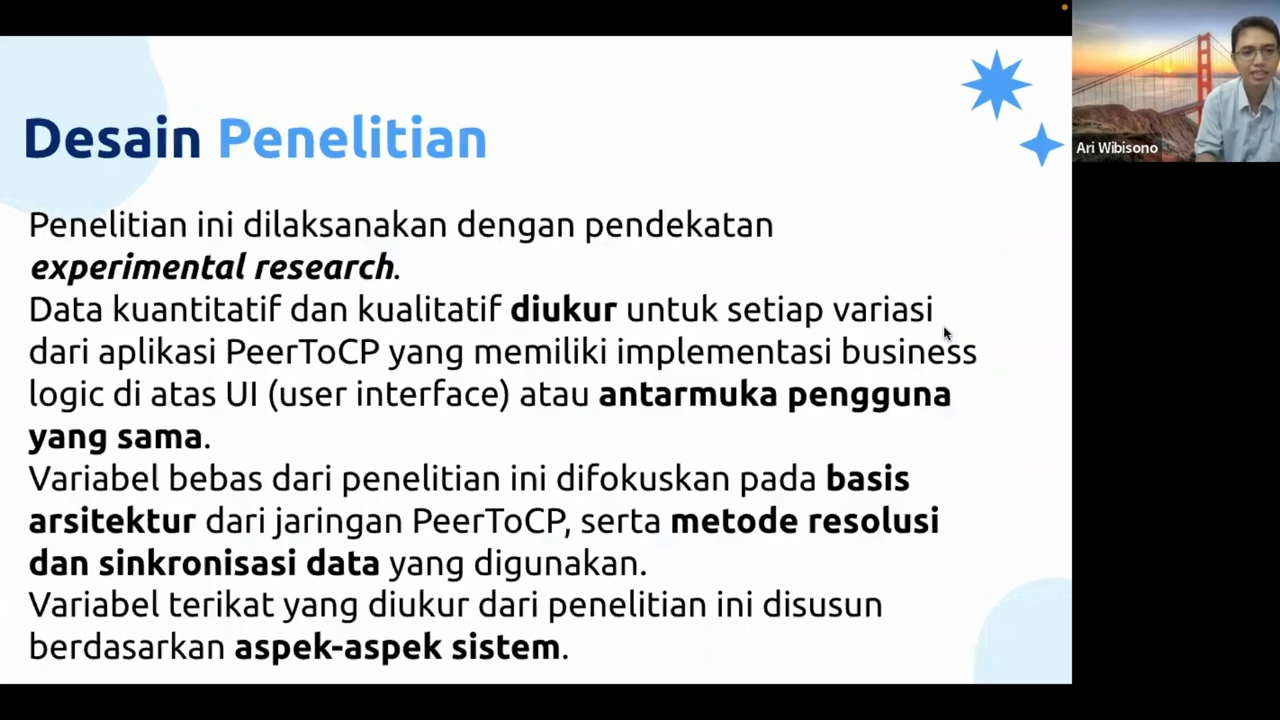 Desain Penelitian
Ari Wibisono
Penelitian ini dilaksanakan dengan pendekatan
experimental research.
Data kuantitatif dan kualitatif diukur untuk setiap variasi
dari aplikasi PeerToCP yang memiliki implementasi business
logic di atas UI (user interface) atau antarmuka pengguna
yang sama.
Variabel bebas dari penelitian ini difokuskan pada basis
arsitektur dari jaringan PeerToCP, serta metode resolusi
dan sinkronisasi data yang digunakan.
Variabel terikat yang diukur dari penelitian ini disusun
berdasarkan aspek-aspek sistem.